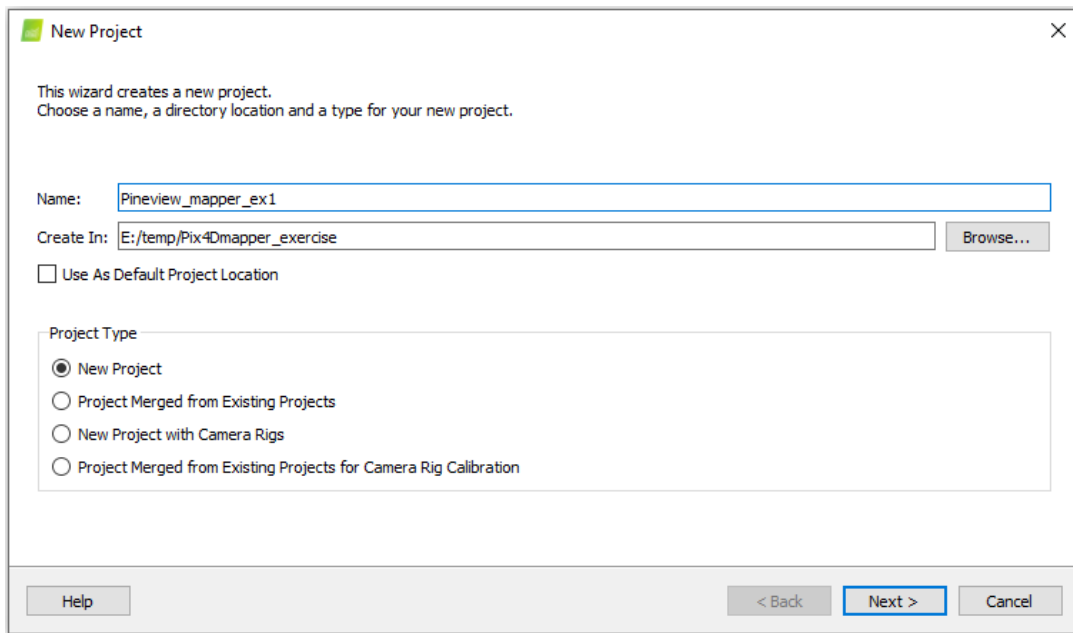 New Project
This wizard creates a new project.
Choose a name, a directory location and a type for your new project.
Name: Pineview_mapper_ex1
Create In: E:/temp/Pix4Dmapper_exercise Browse...
Use As Default Project Location
Project Type
New Project
Project Merged from Existing Projects
New Project with Camera Rigs
Project Merged from Existing Projects for Camera Rig Calibration
Help < Back Next > Cancel